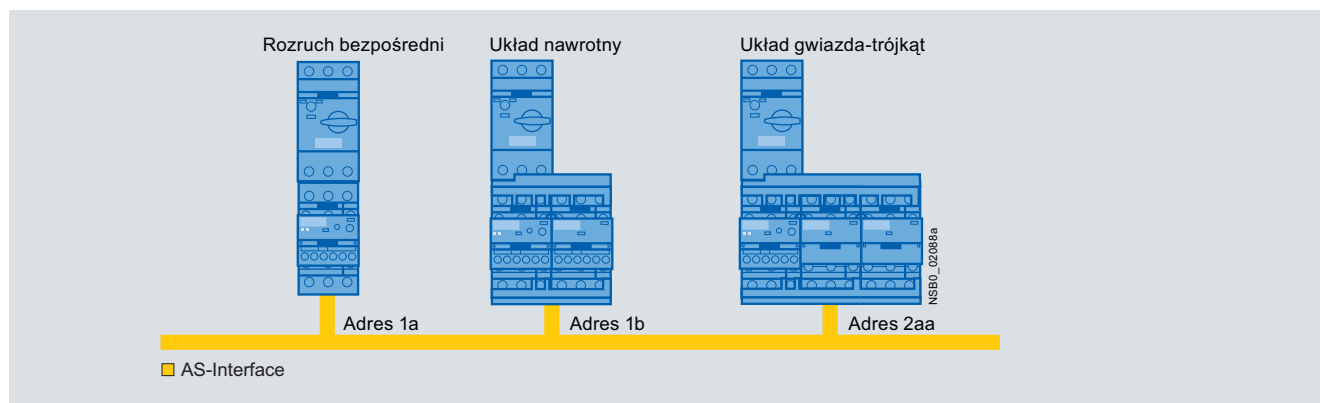 Rozruch bezpośredni
Układ nawrotny
Układ gwiazda-trójkąt
NSB0_02088a
Adres 1a
Adres 1b
Adres 2aa
AS-Interface